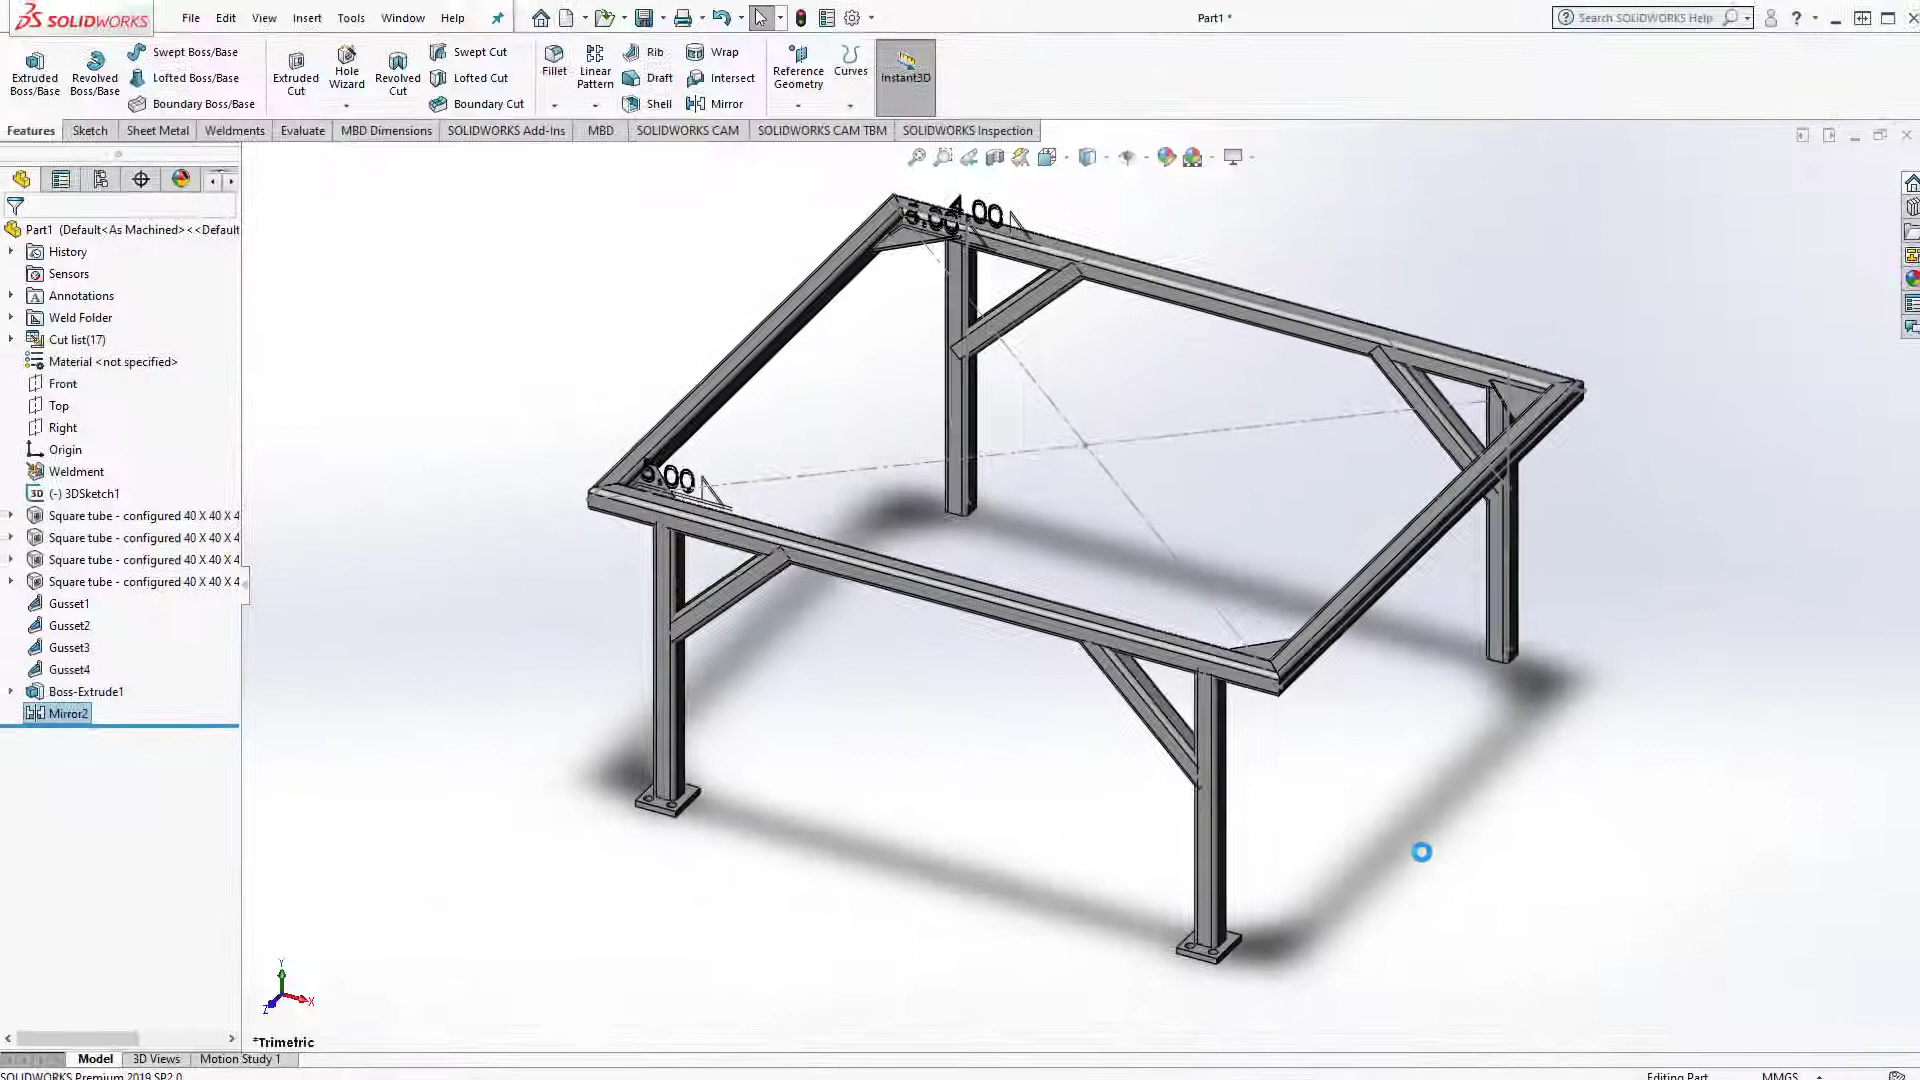 SOLIDWORKS
File Edit View Insert Tools Window Help
Part1 *
Search SOLIDWORKS Help
Extruded Boss/Base
Revolved Boss/Base
Swept Boss/Base
Lofted Boss/Base
Boundary Boss/Base
Extruded Cut
Hole Wizard
Revolved Cut
Swept Cut
Lofted Cut
Boundary Cut
Fillet
Linear Pattern
Rib
Draft
Shell
Wrap
Intersect
Mirror
Reference Geometry
Curves
Instant3D
Features Sketch Sheet Metal Weldments Evaluate MBD Dimensions SOLIDWORKS Add-Ins MBD SOLIDWORKS CAM SOLIDWORKS CAM TBM SOLIDWORKS Inspection
Part1 (Default<As Machined><<Default
History
Sensors
A Annotations
Weld Folder
Cut list(17)
Material <not specified>
Front
Top
Right
Origin
Weldment
3D (-) 3DSketch1
Square tube - configured 40 X 40 X 4
Square tube - configured 40 X 40 X 4
Square tube - configured 40 X 40 X 4
Square tube - configured 40 X 40 X 4
Gusset1
Gusset2
Gusset3
Gusset4
Boss-Extrude1
Mirror2
4.00
5.00
Y
X
Z
*Trimetric
Model 3D Views Motion Study 1
SOLIDWORKS Premium 2019 SP2.0
Editing Part
MMGS